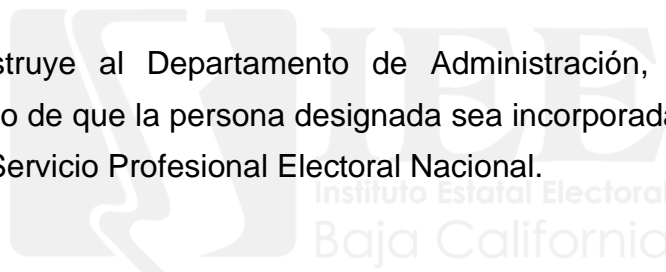 struye al Departamento de Administración,
o de que la persona designada sea incorporada
Servicio Profesional Electoral Nacional.
IEE
Instituto Estatal Electoral
Baja California